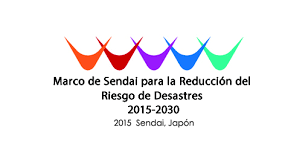 Marco de Sendai para la Reducción del
Riesgo de Desastres
2015-2030
2015 Sendai, Japón